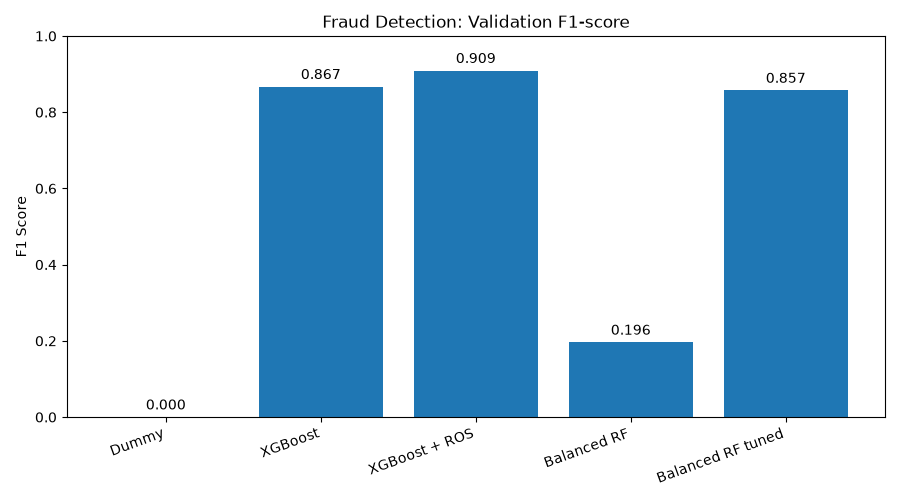 Fraud Detection: Validation F1-score
F1 Score
1.0
0.8
0.6
0.4
0.2
0.0
0.000
0.867
0.909
0.196
0.857
Dummy
XGBoost
XGBoost + ROS
Balanced RF
Balanced RF tuned